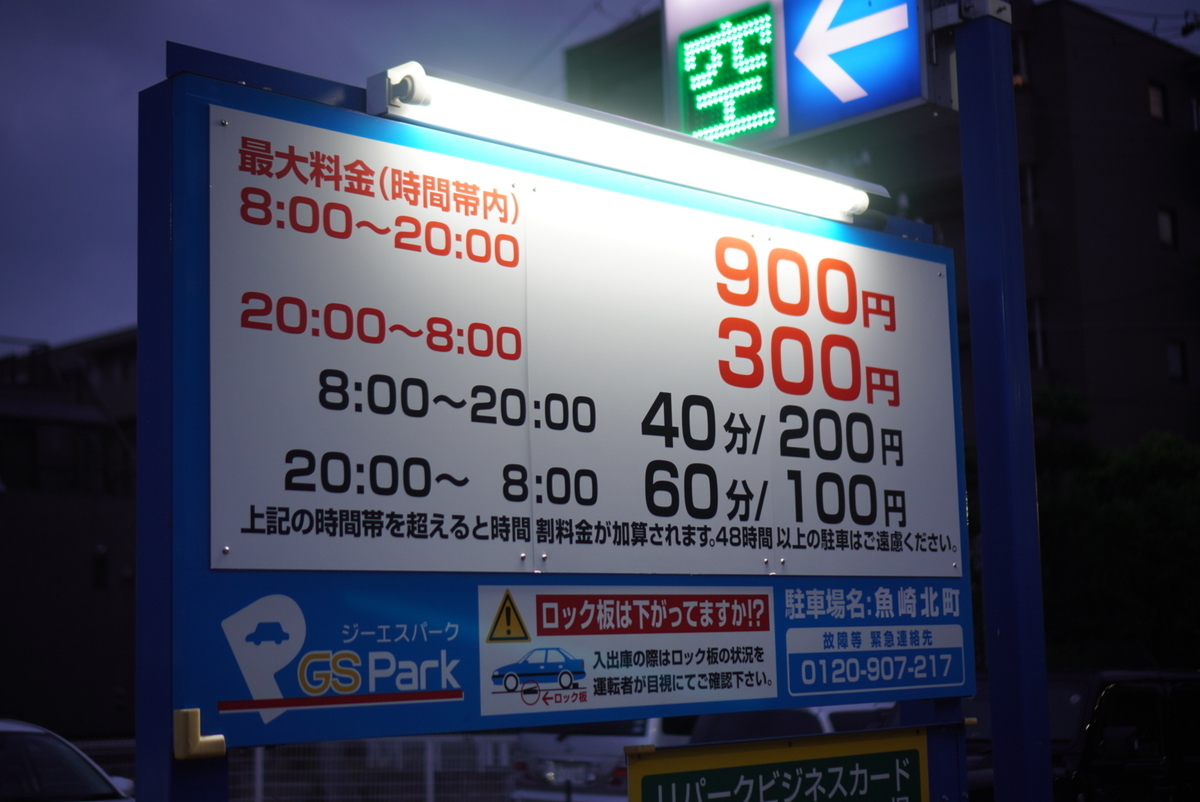 空
最大料金(時間帯内)
8:00〜20:00 900円
20:00〜8:00 300円
8:00〜20:00 40分/200円
20:00〜 8:00 60分/100円
上記の時間帯を超えると時間割料金が加算されます。48時間以上の駐車はご遠慮ください。
ジーエスパーク
P GS Park
ロック板は下がってますか!?
入出庫の際はロック板の状況を
運転者が目視にてご確認下さい。
←ロック板
駐車場名:魚崎北町
故障等 緊急連絡先
0120-907-217
リパークビジネスカード